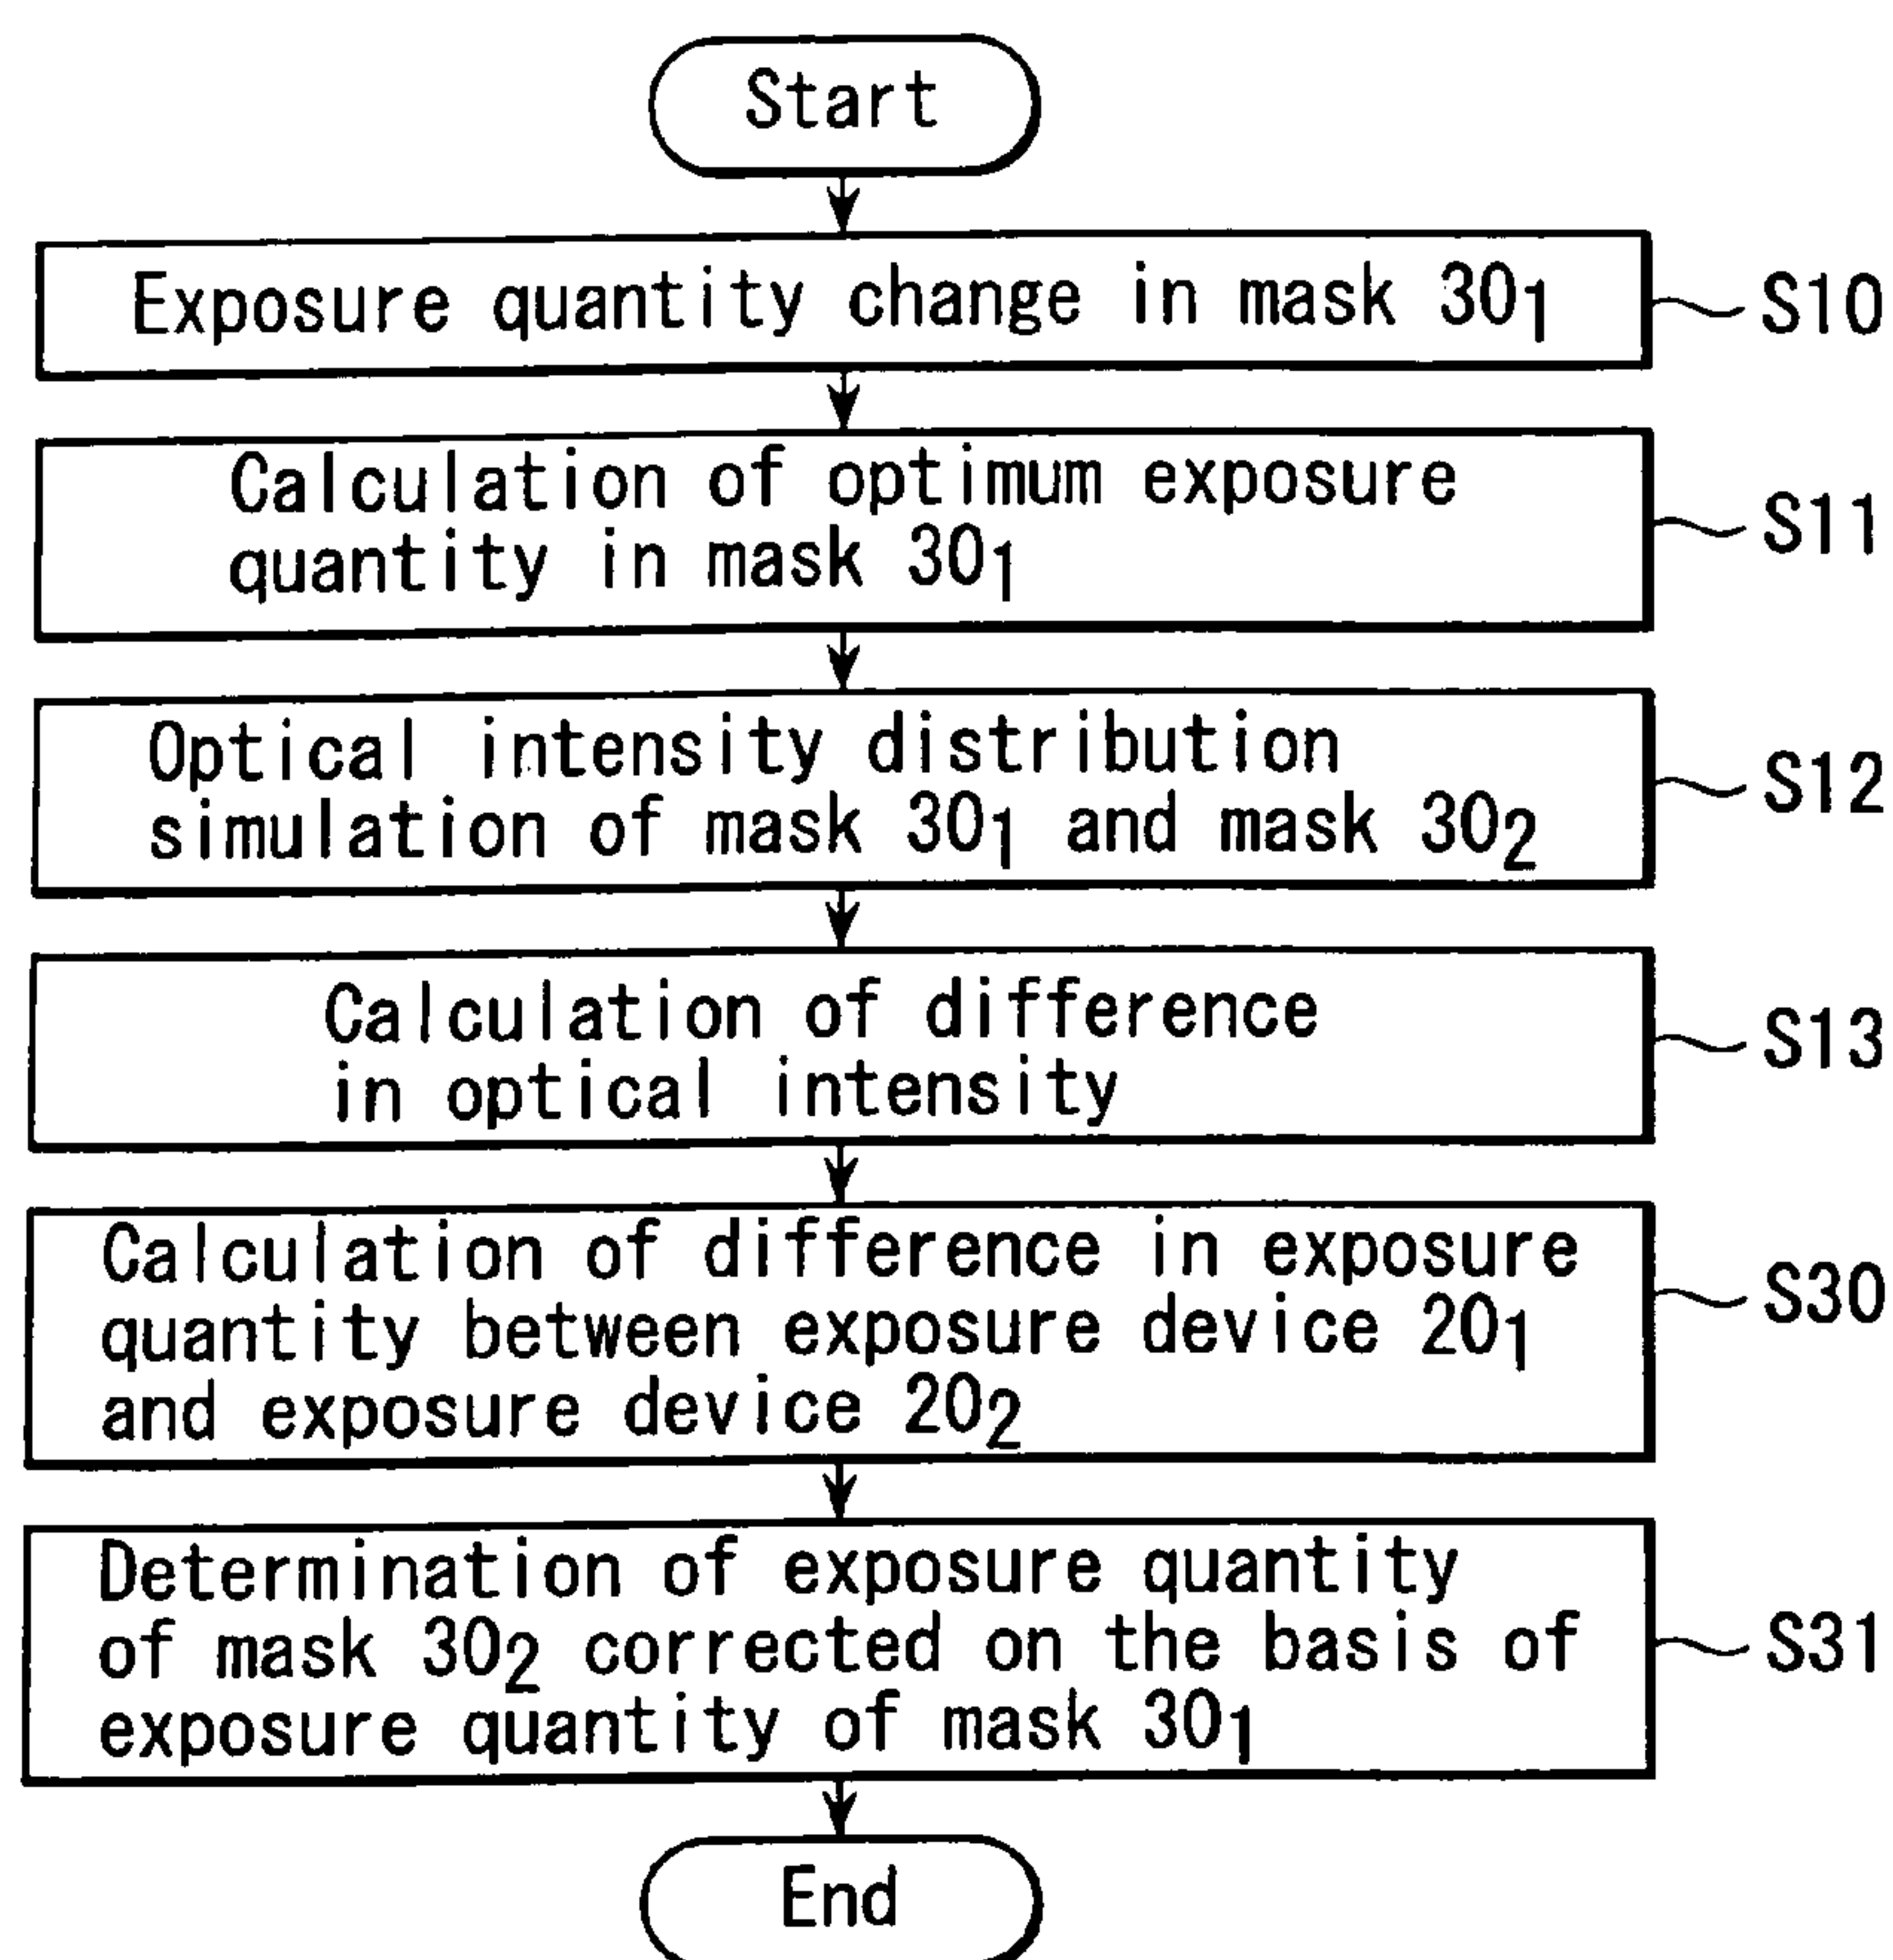 Start
Exposure quantity change in mask 30₁
S10
Calculation of optimum exposure
quantity in mask 30₁
S11
Optical intensity distribution
simulation of mask 30₁ and mask 30₂
S12
Calculation of difference
in optical intensity
S13
Calculation of difference in exposure
quantity between exposure device 20₁
and exposure device 20₂
S30
Determination of exposure quantity
of mask 30₂ corrected on the basis of
exposure quantity of mask 30₁
S31
End